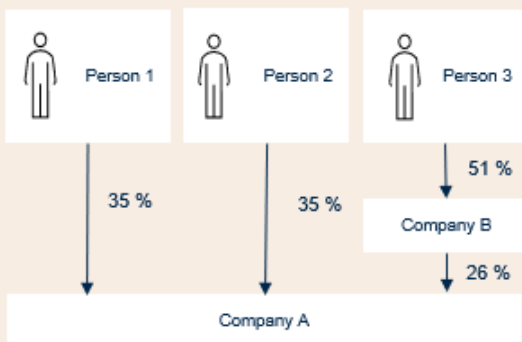 Person 1
Person 2
Person 3
35 %
35 %
51 %
Company B
26 %
Company A